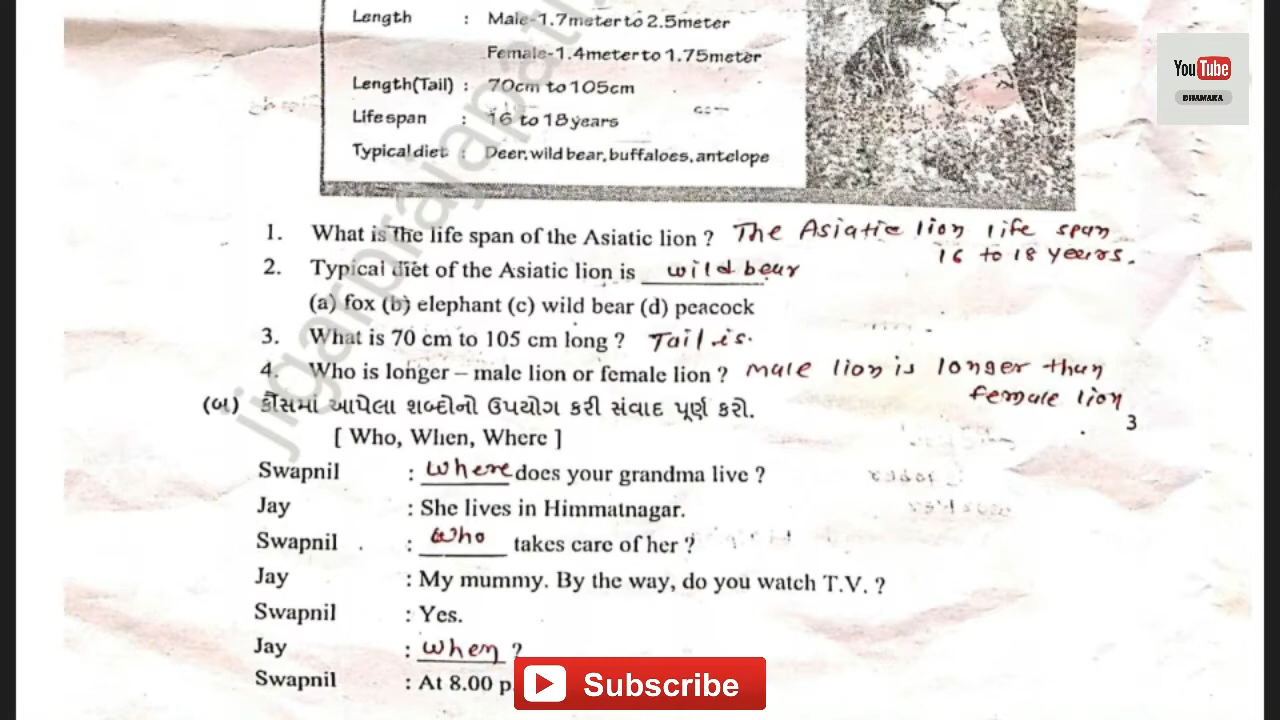 Length : Male-1.7meter to 2.5meter
Female-1.4meter to 1.75meter
Length(Tail) : 70cm to 105cm
Life span : 16 to 18 years
Typical diet : Deer, wild bear, buffaloes, antelope
YouTube
DHAMAKA
jigarprajapati
1. What is the life span of the Asiatic lion ? The Asiatic lion life span
16 to 18 years.
2. Typical diet of the Asiatic lion is wild bear
(a) fox (b) elephant (c) wild bear (d) peacock
3. What is 70 cm to 105 cm long ? Tail is.
4. Who is longer – male lion or female lion ? male lion is longer than
female lion
(બ) કૌંસમાં આપેલા શબ્દોનો ઉપયોગ કરી સંવાદ પૂર્ણ કરો. 3
[ Who, When, Where ]
Swapnil : where does your grandma live ?
Jay : She lives in Himmatnagar.
Swapnil : who takes care of her ?
Jay : My mummy. By the way, do you watch T.V. ?
Swapnil : Yes.
Jay : when ?
Swapnil : At 8.00 p.
Subscribe